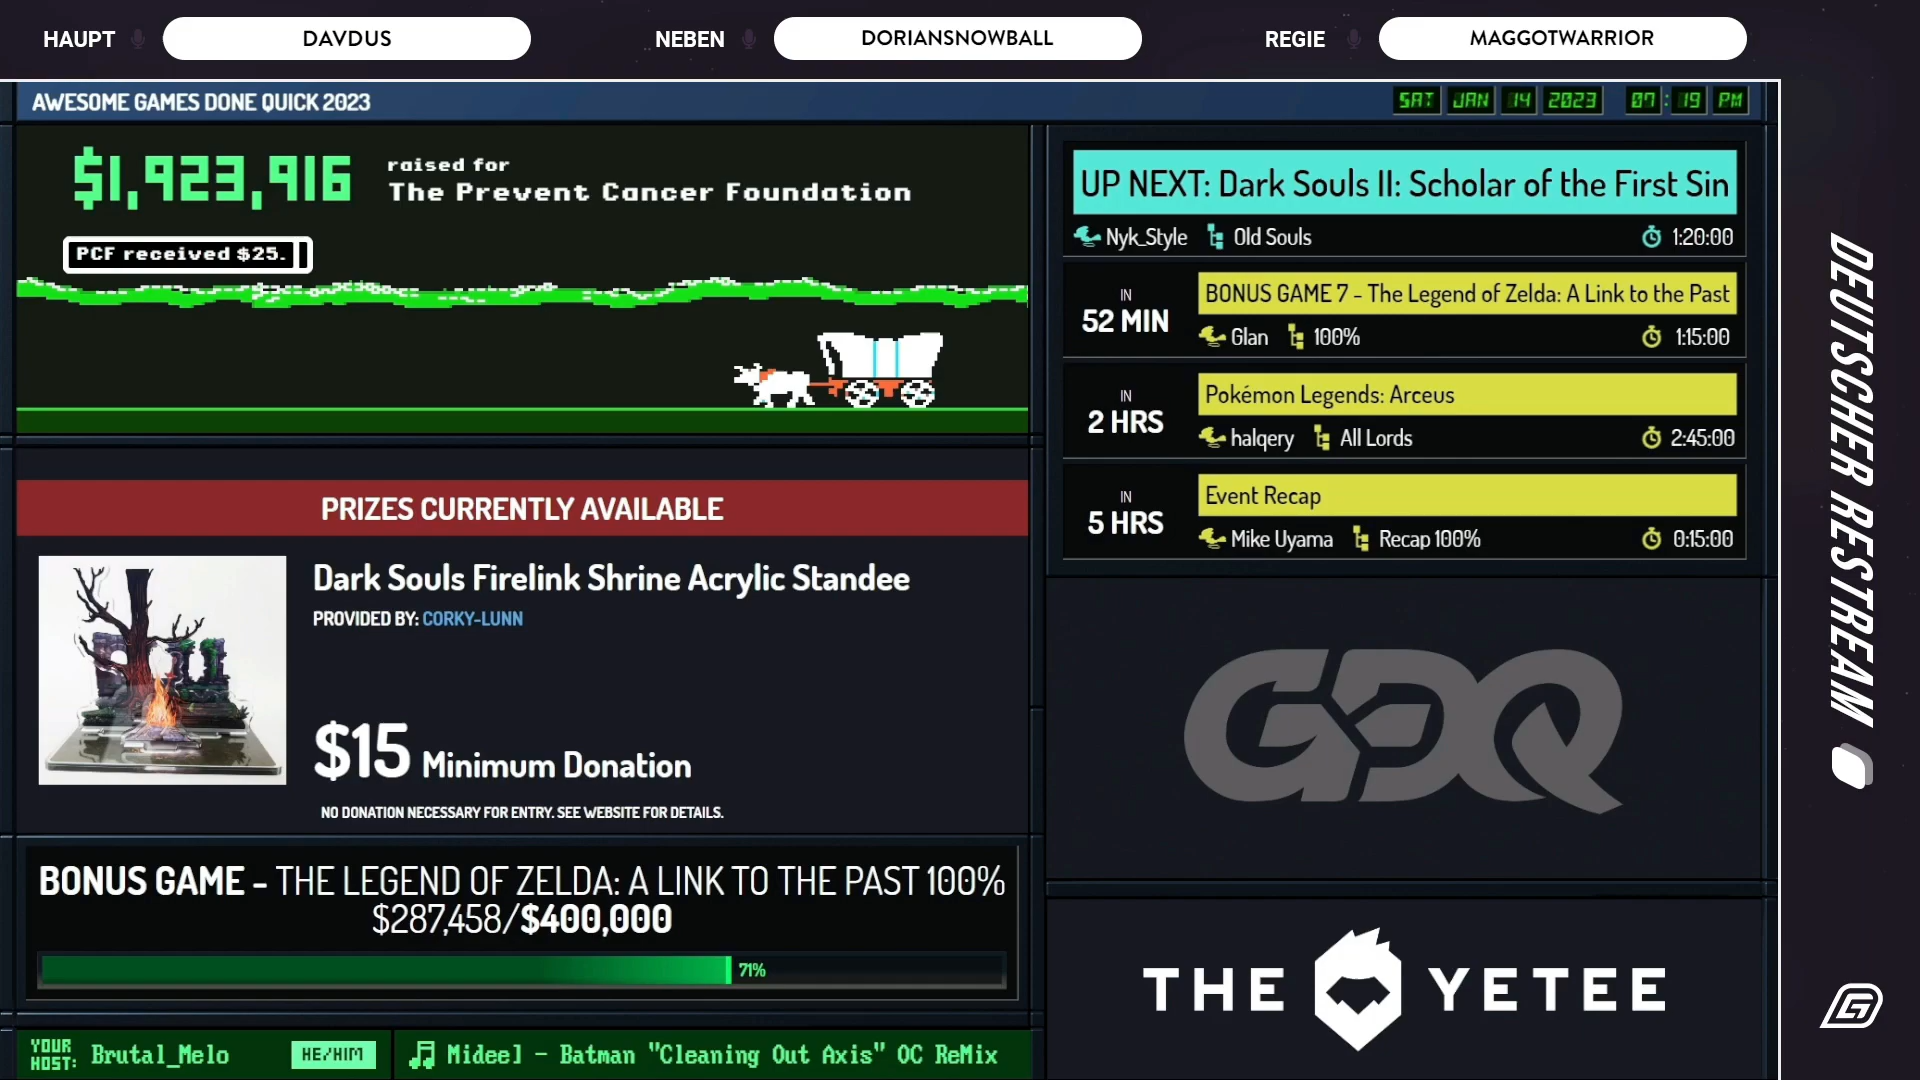 HAUPT DAVDUS NEBEN DORIANSNOWBALL REGIE MAGGOTWARRIOR
AWESOME GAMES DONE QUICK 2023 SAT JAN 14 2023 07:19 PM
$1,923,916 raised for
The Prevent Cancer Foundation
PCF received $25.
PRIZES CURRENTLY AVAILABLE
Dark Souls Firelink Shrine Acrylic Standee
PROVIDED BY: CORKY-LUNN
$15 Minimum Donation
NO DONATION NECESSARY FOR ENTRY. SEE WEBSITE FOR DETAILS.
BONUS GAME - THE LEGEND OF ZELDA: A LINK TO THE PAST 100%
$287,458/$400,000
71%
YOUR HOST: Brutal_Melo HE/HIM Mideel - Batman "Cleaning Out Axis" OC ReMix
UP NEXT: Dark Souls II: Scholar of the First Sin
Nyk_Style Old Souls 1:20:00
IN 52 MIN
BONUS GAME 7 - The Legend of Zelda: A Link to the Past
Glan 100% 1:15:00
IN 2 HRS
Pokémon Legends: Arceus
halqery All Lords 2:45:00
IN 5 HRS
Event Recap
Mike Uyama Recap 100% 0:15:00
GDQ
THE YETEE
DEUTSCHER RESTREAM